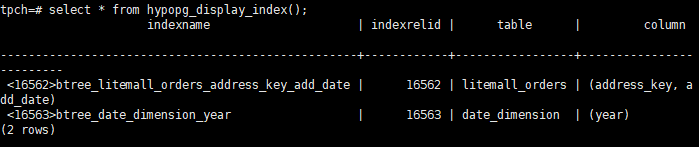 tpch=# select * from hypopg_display_index();
                    indexname                     | indexrelid |      table      |         column
--------------------------------------------------+------------+-----------------+----------------
---------
 <16562>btree_litemall_orders_address_key_add_date |      16562 | litemall_orders | (address_key, a
dd_date)
 <16563>btree_date_dimension_year                  |      16563 | date_dimension  | (year)
(2 rows)